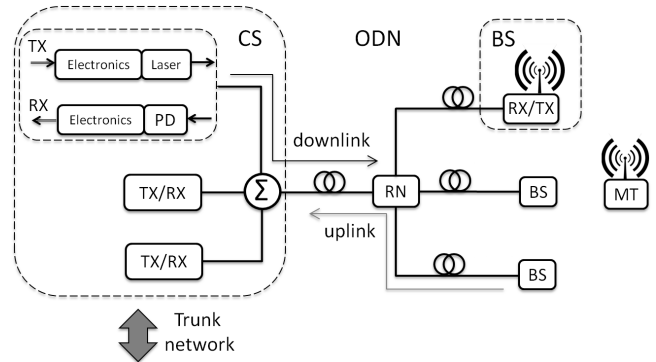 CS
ODN
BS
TX
Electronics
Laser
RX
Electronics
PD
RX/TX
downlink
TX/RX
Σ
RN
BS
MT
uplink
TX/RX
BS
Trunk
network